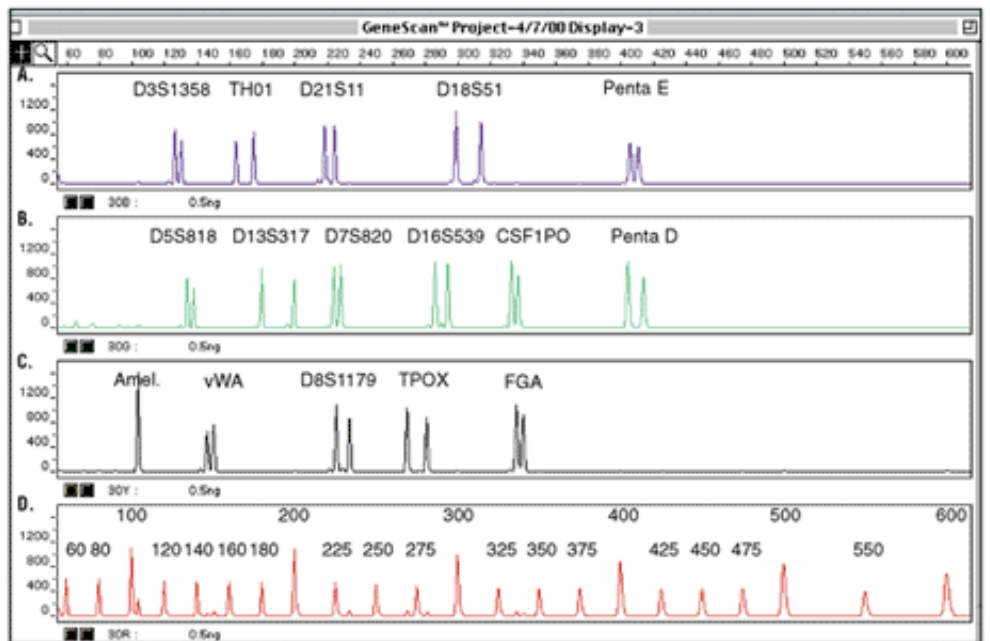 GeneScan™ Project-4/7/00 Display-3
60 80 100 120 140 160 180 200 220 240 260 280 300 320 340 360 380 400 420 440 460 480 500 520 540 560 580 600
A.
D3S1358 TH01 D21S11 D18S51 Penta E
1200
800
400
0
30B : 0.5ng
B.
D5S818 D13S317 D7S820 D16S539 CSF1PO Penta D
1200
800
400
0
30G : 0.5ng
C.
Amel. vWA D8S1179 TPOX FGA
1200
800
400
0
30Y : 0.5ng
D.
100 200 300 400 500 600
1200
60 80 120 140 160 180 225 250 275 325 350 375 425 450 475 550
800
400
0
30R : 0.5ng